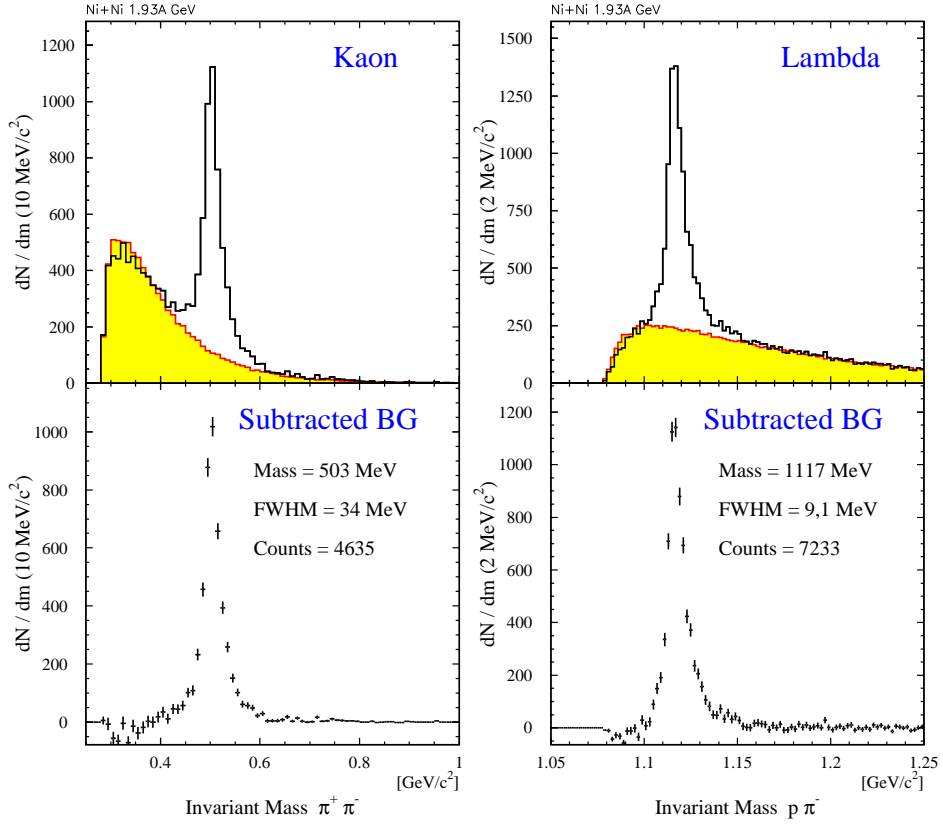 Ni+Ni 1.93A GeV
Kaon
dN / dm (10 MeV/c²)
1200
1000
800
600
400
200
0
Ni+Ni 1.93A GeV
Lambda
dN / dm (2 MeV/c²)
1500
1250
1000
750
500
250
0
Subtracted BG
Mass = 503 MeV
FWHM = 34 MeV
Counts = 4635
dN / dm (10 MeV/c²)
1000
800
600
400
200
0
0.4
0.6
0.8
1
[GeV/c²]
Invariant Mass π⁺ π⁻
Subtracted BG
Mass = 1117 MeV
FWHM = 9,1 MeV
Counts = 7233
dN / dm (2 MeV/c²)
1200
1000
800
600
400
200
0
1.05
1.1
1.15
1.2
1.25
[GeV/c²]
Invariant Mass p π⁻